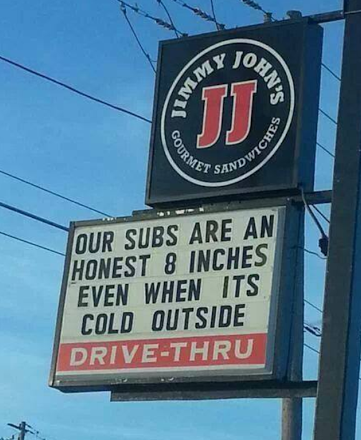 JIMMY JOHN'S
JJ
GOURMET SANDWICHES
OUR SUBS ARE AN
HONEST 8 INCHES
EVEN WHEN ITS
COLD OUTSIDE
DRIVE-THRU